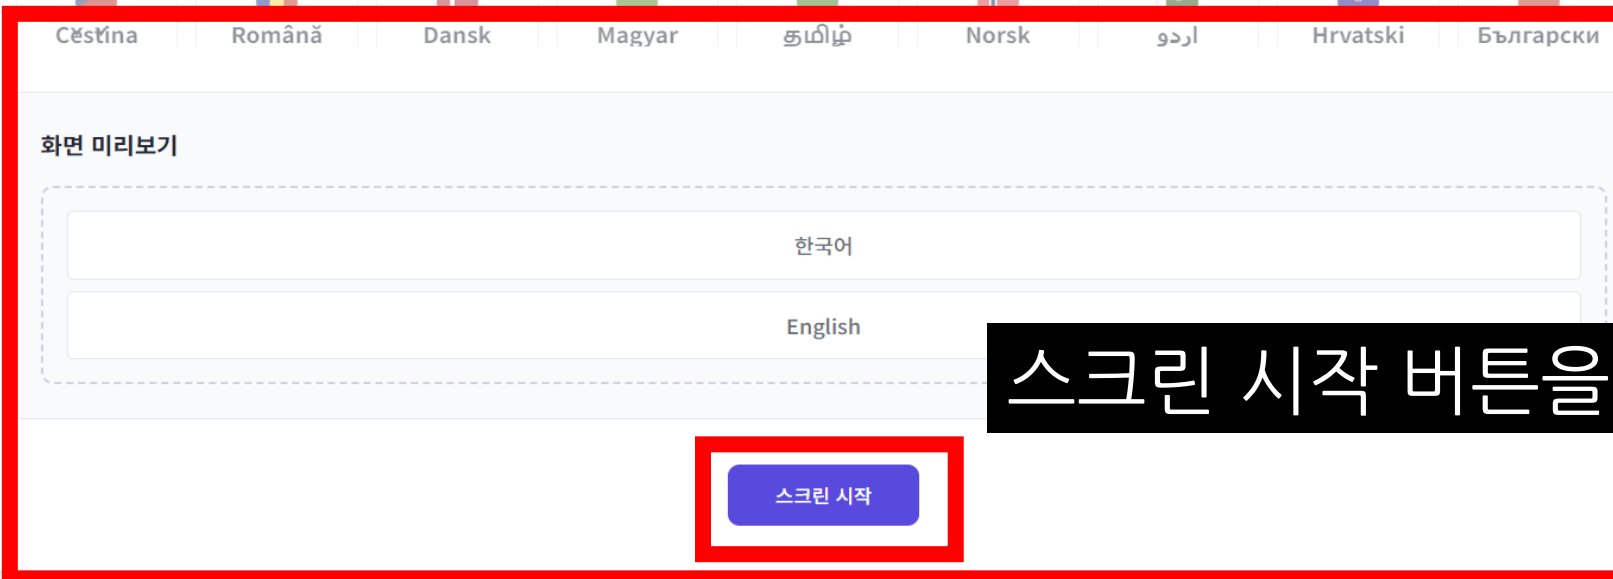 Čeština Română Dansk Magyar தமிழ் Norsk اردو Hrvatski Български
화면 미리보기
한국어
English
스크린 시작 버튼을
스크린 시작